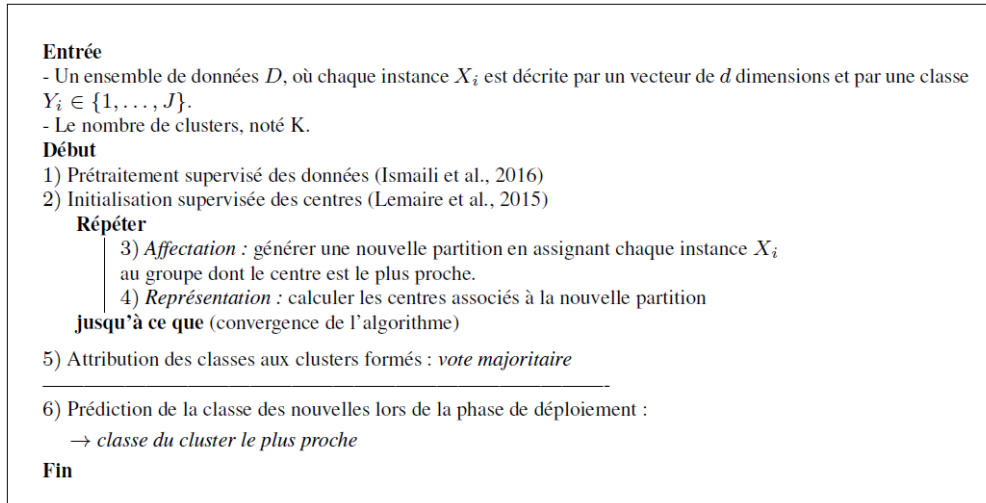 Entrée
- Un ensemble de données D, où chaque instance X_i est décrite par un vecteur de d dimensions et par une classe
Y_i ∈ {1, . . . , J}.
- Le nombre de clusters, noté K.
Début
1) Prétraitement supervisé des données (Ismaili et al., 2016)
2) Initialisation supervisée des centres (Lemaire et al., 2015)
Répéter
3) Affectation : générer une nouvelle partition en assignant chaque instance X_i
au groupe dont le centre est le plus proche.
4) Représentation : calculer les centres associés à la nouvelle partition
jusqu'à ce que (convergence de l'algorithme)
5) Attribution des classes aux clusters formés : vote majoritaire
6) Prédiction de la classe des nouvelles lors de la phase de déploiement :
→ classe du cluster le plus proche
Fin